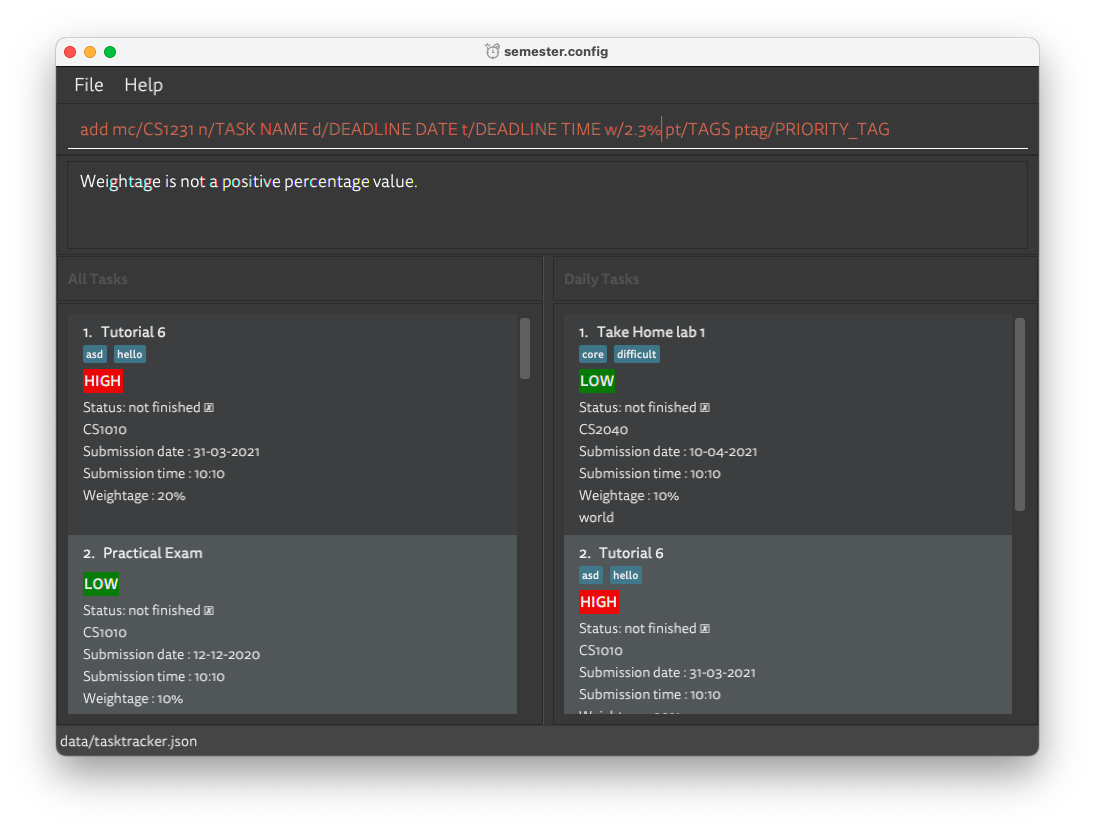 semester.config
File Help
add mc/CS1231 n/TASK NAME d/DEADLINE DATE t/DEADLINE TIME w/2.3% pt/TAGS ptag/PRIORITY_TAG
Weightage is not a positive percentage value.
All Tasks
1. Tutorial 6
asd hello
HIGH
Status: not finished
CS1010
Submission date : 31-03-2021
Submission time : 10:10
Weightage : 20%
2. Practical Exam
LOW
Status: not finished
CS1010
Submission date : 12-12-2020
Submission time : 10:10
Weightage : 10%
Daily Tasks
1. Take Home lab 1
core difficult
LOW
Status: not finished
CS2040
Submission date : 10-04-2021
Submission time : 10:10
Weightage : 10%
world
2. Tutorial 6
asd hello
HIGH
Status: not finished
CS1010
Submission date : 31-03-2021
Submission time : 10:10
data/tasktracker.json